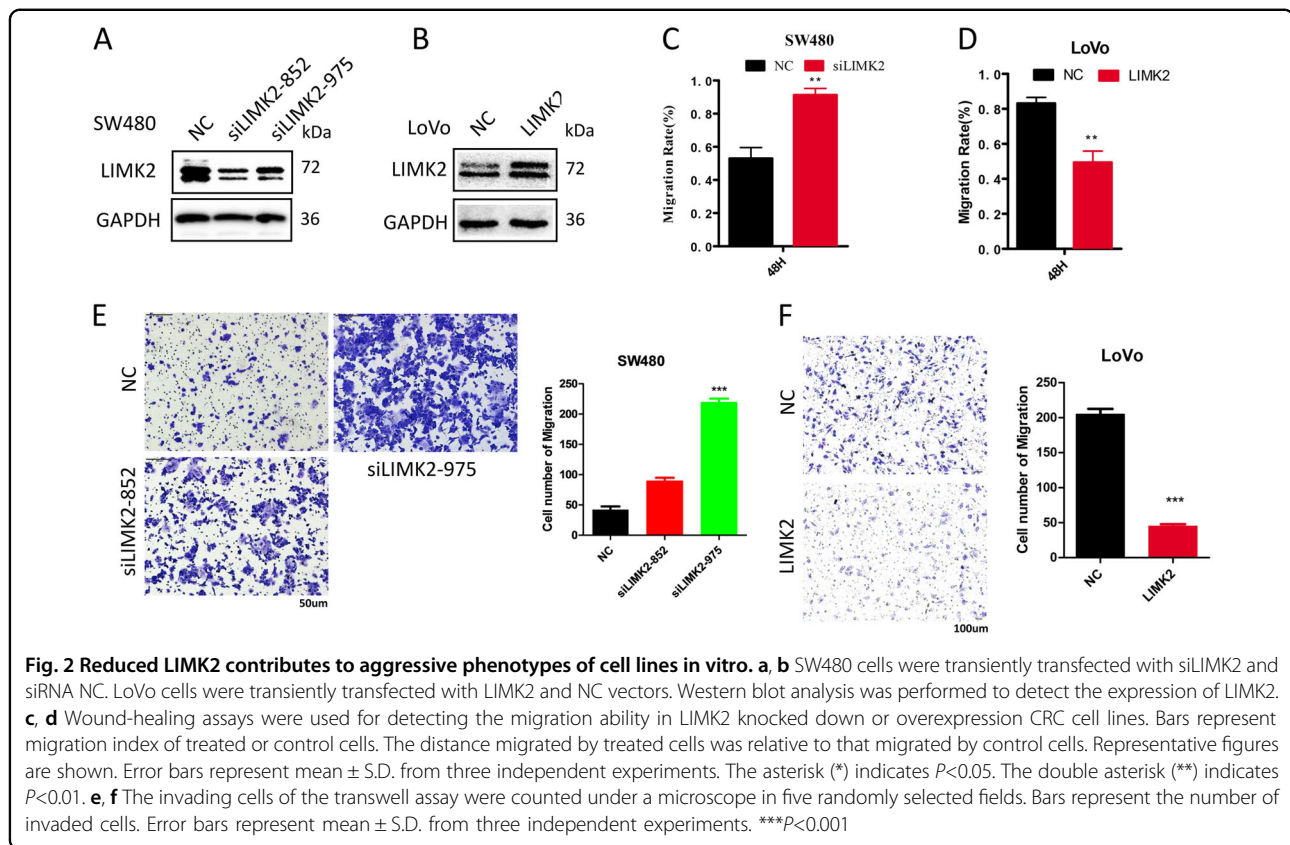 A
SW480
NC
siLIMK2-852
siLIMK2-975
kDa
LIMK2
72
GAPDH
36
B
LoVo
NC
LIMK2
kDa
LIMK2
72
GAPDH
36
C
SW480
NC
siLIMK2
Migration Rate(%)
1. 0
0. 8
0. 6
0. 4
0. 2
0. 0
**
48H
D
LoVo
NC
LIMK2
Migration Rate(%)
1. 0
0. 8
0. 6
0. 4
0. 2
0. 0
**
48H
E
NC
siLIMK2-975
siLIMK2-852
50um
SW480
Cell number of Migration
250
200
150
100
50
0
***
NC
siLIMK2-852
siLIMK2-975
F
NC
LIMK2
100um
LoVo
Cell number of Migration
250
200
150
100
50
0
***
NC
LIMK2
Fig. 2 Reduced LIMK2 contributes to aggressive phenotypes of cell lines in vitro. a, b SW480 cells were transiently transfected with siLIMK2 and
siRNA NC. LoVo cells were transiently transfected with LIMK2 and NC vectors. Western blot analysis was performed to detect the expression of LIMK2.
c, d Wound-healing assays were used for detecting the migration ability in LIMK2 knocked down or overexpression CRC cell lines. Bars represent
migration index of treated or control cells. The distance migrated by treated cells was relative to that migrated by control cells. Representative figures
are shown. Error bars represent mean ± S.D. from three independent experiments. The asterisk (*) indicates P<0.05. The double asterisk (**) indicates
P<0.01. e, f The invading cells of the transwell assay were counted under a microscope in five randomly selected fields. Bars represent the number of
invaded cells. Error bars represent mean ± S.D. from three independent experiments. ***P<0.001